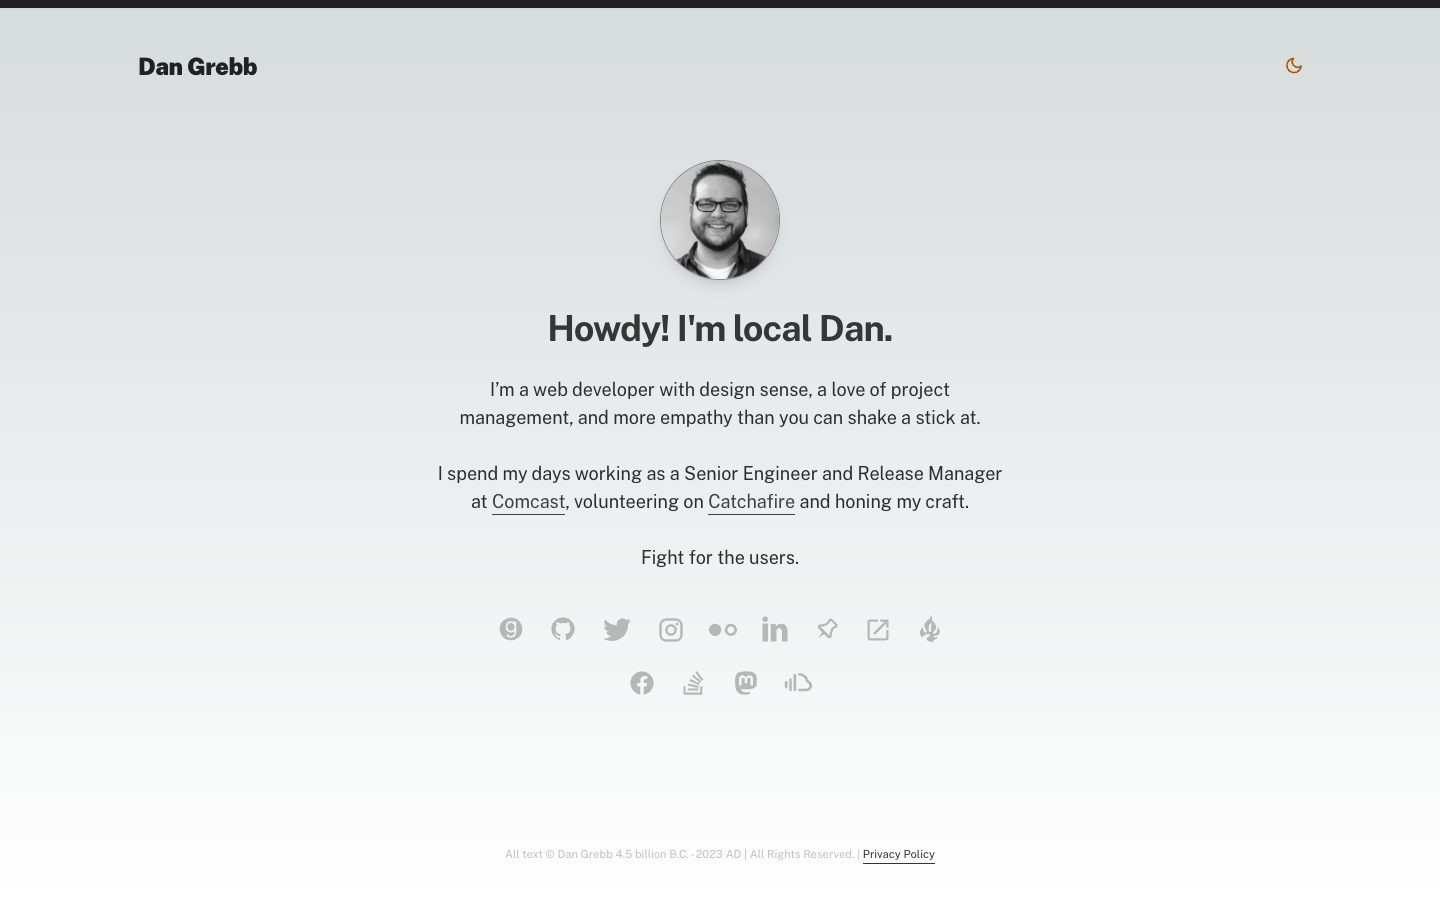 Dan Grebb
Howdy! I'm local Dan.
I’m a web developer with design sense, a love of project
management, and more empathy than you can shake a stick at.
I spend my days working as a Senior Engineer and Release Manager
at Comcast, volunteering on Catchafire and honing my craft.
Fight for the users.
All text © Dan Grebb 4.5 billion B.C. - 2023 AD | All Rights Reserved. | Privacy Policy